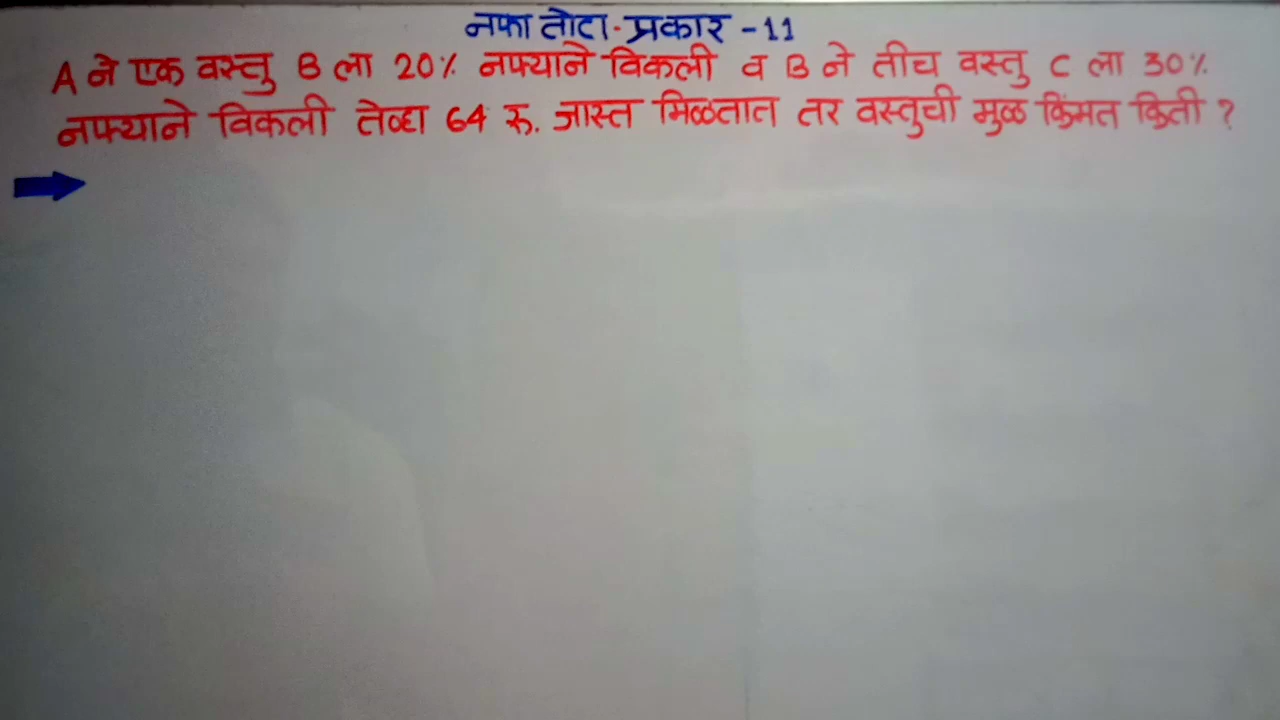 नफा तोटा - प्रकार - 11
A ने एक वस्तु B ला 20% नफ्याने विकली व B ने तीच वस्तु C ला 30%
नफ्याने विकली तेव्हा 64 रु. जास्त मिळतात तर वस्तुची मुळ किंमत किती ?